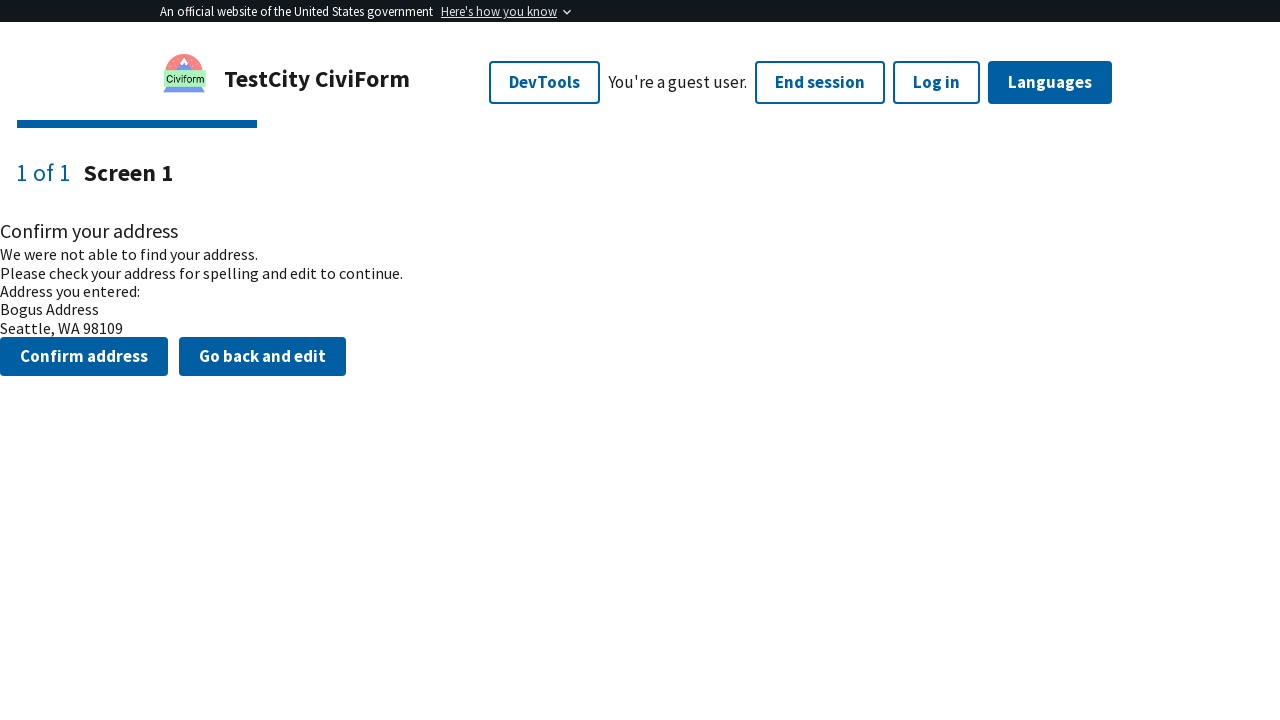 An official website of the United States government Here's how you know
Civiform
TestCity CiviForm
DevTools You're a guest user. End session Log in Languages
1 of 1 Screen 1
Confirm your address
We were not able to find your address.
Please check your address for spelling and edit to continue.
Address you entered:
Bogus Address
Seattle, WA 98109
Confirm address Go back and edit